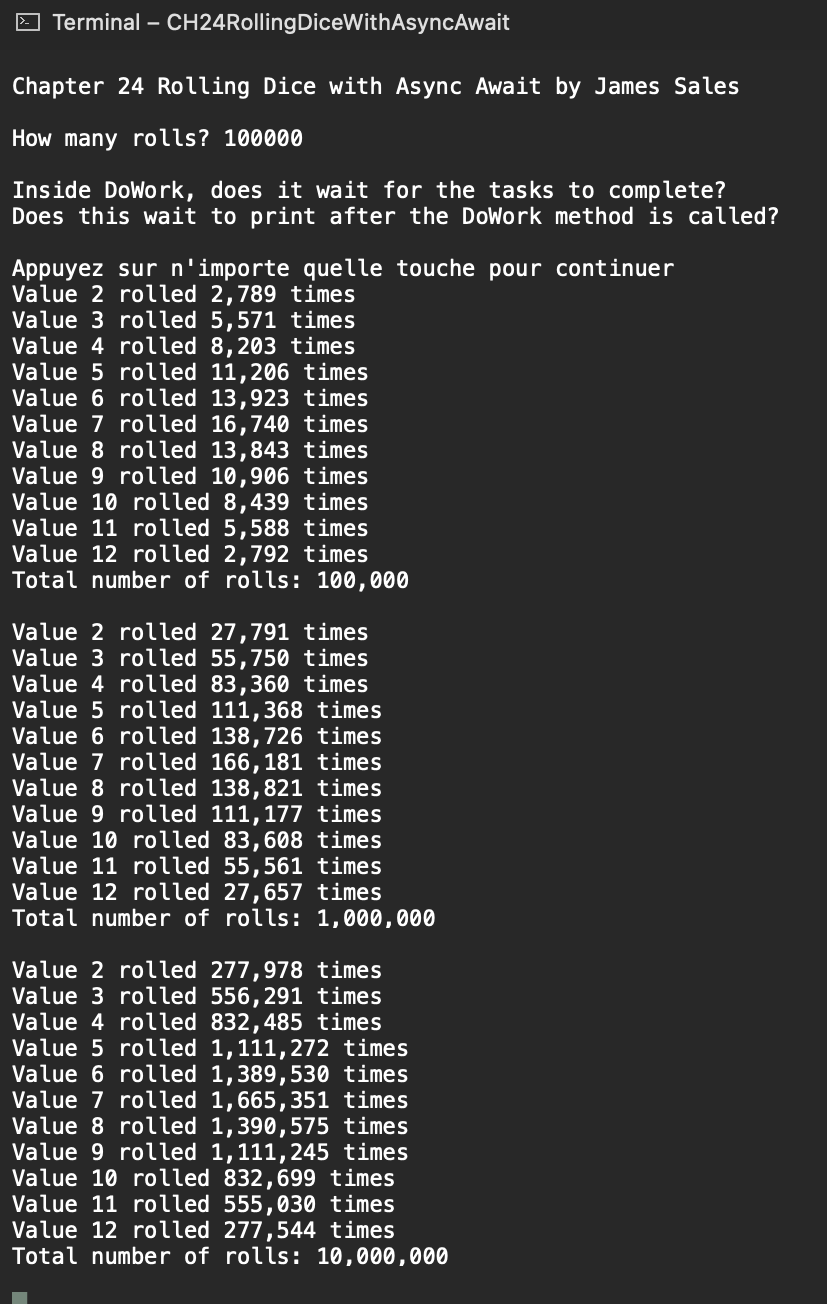 Terminal – CH24RollingDiceWithAsyncAwait
Chapter 24 Rolling Dice with Async Await by James Sales
How many rolls? 100000
Inside DoWork, does it wait for the tasks to complete?
Does this wait to print after the DoWork method is called?
Appuyez sur n'importe quelle touche pour continuer
Value 2 rolled 2,789 times
Value 3 rolled 5,571 times
Value 4 rolled 8,203 times
Value 5 rolled 11,206 times
Value 6 rolled 13,923 times
Value 7 rolled 16,740 times
Value 8 rolled 13,843 times
Value 9 rolled 10,906 times
Value 10 rolled 8,439 times
Value 11 rolled 5,588 times
Value 12 rolled 2,792 times
Total number of rolls: 100,000
Value 2 rolled 27,791 times
Value 3 rolled 55,750 times
Value 4 rolled 83,360 times
Value 5 rolled 111,368 times
Value 6 rolled 138,726 times
Value 7 rolled 166,181 times
Value 8 rolled 138,821 times
Value 9 rolled 111,177 times
Value 10 rolled 83,608 times
Value 11 rolled 55,561 times
Value 12 rolled 27,657 times
Total number of rolls: 1,000,000
Value 2 rolled 277,978 times
Value 3 rolled 556,291 times
Value 4 rolled 832,485 times
Value 5 rolled 1,111,272 times
Value 6 rolled 1,389,530 times
Value 7 rolled 1,665,351 times
Value 8 rolled 1,390,575 times
Value 9 rolled 1,111,245 times
Value 10 rolled 832,699 times
Value 11 rolled 555,030 times
Value 12 rolled 277,544 times
Total number of rolls: 10,000,000